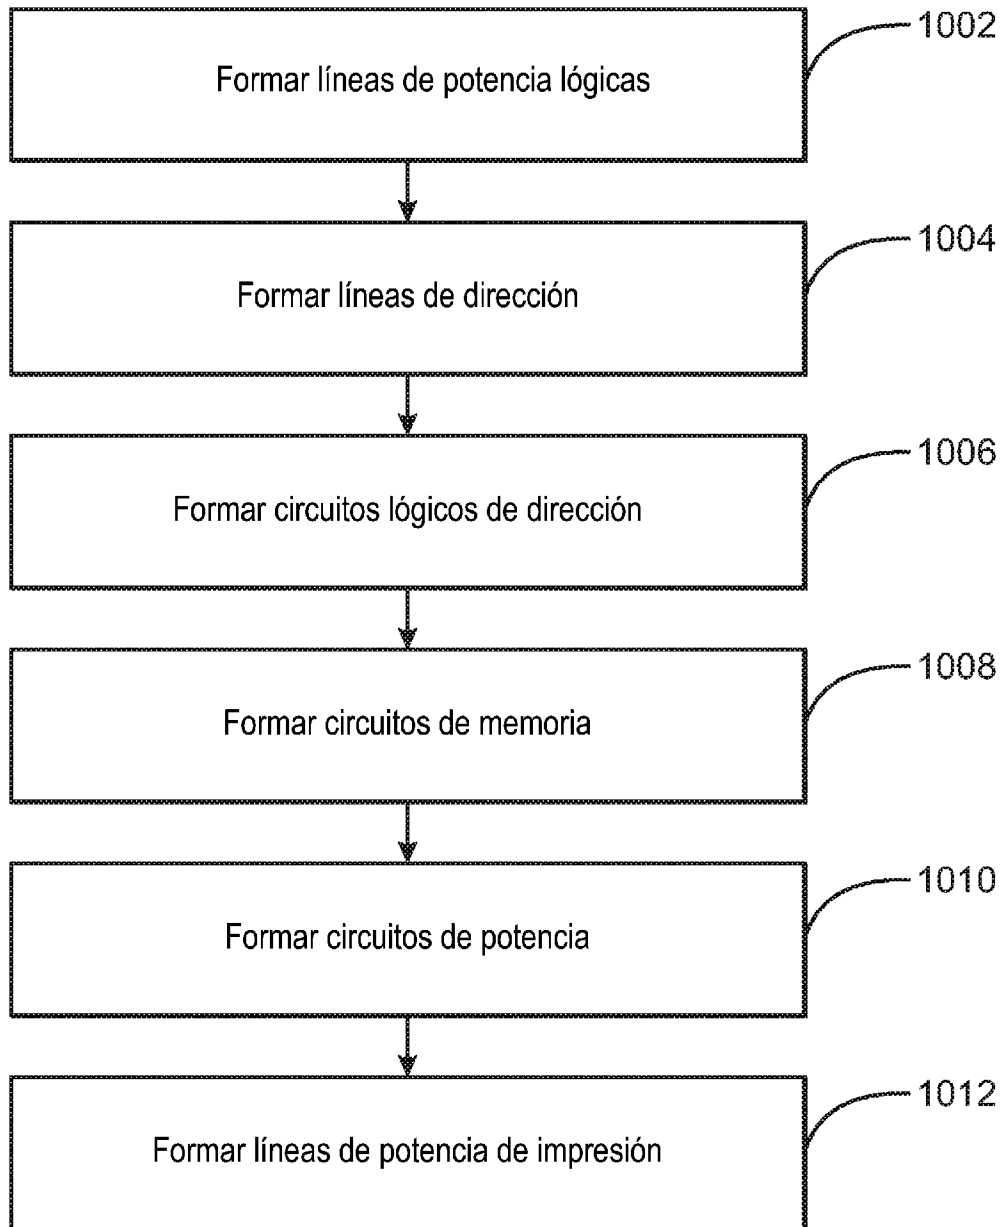 Formar líneas de potencia lógicas
1002
Formar líneas de dirección
1004
Formar circuitos lógicos de dirección
1006
Formar circuitos de memoria
1008
Formar circuitos de potencia
1010
Formar líneas de potencia de impresión
1012